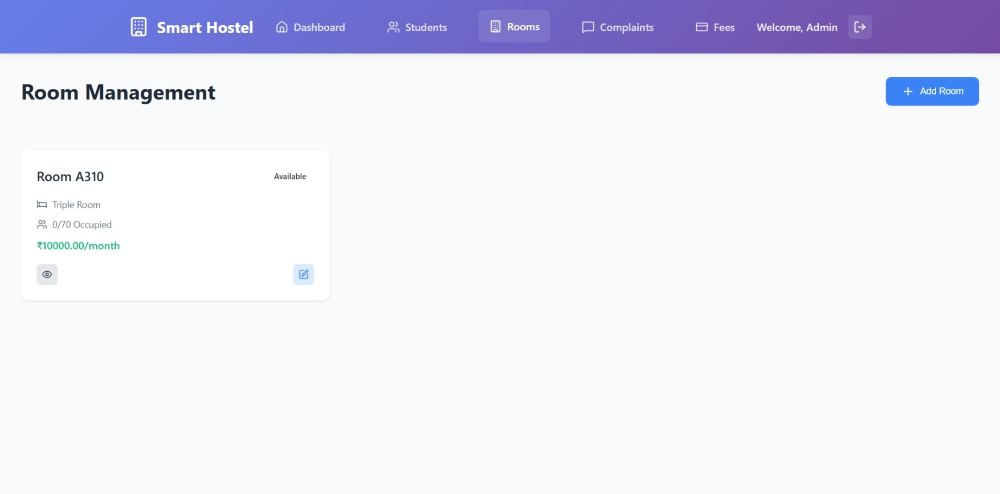 Smart Hostel Dashboard Students Rooms Complaints Fees Welcome, Admin
Room Management
Add Room
Room A310
Available
Triple Room
0/70 Occupied
₹10000.00/month